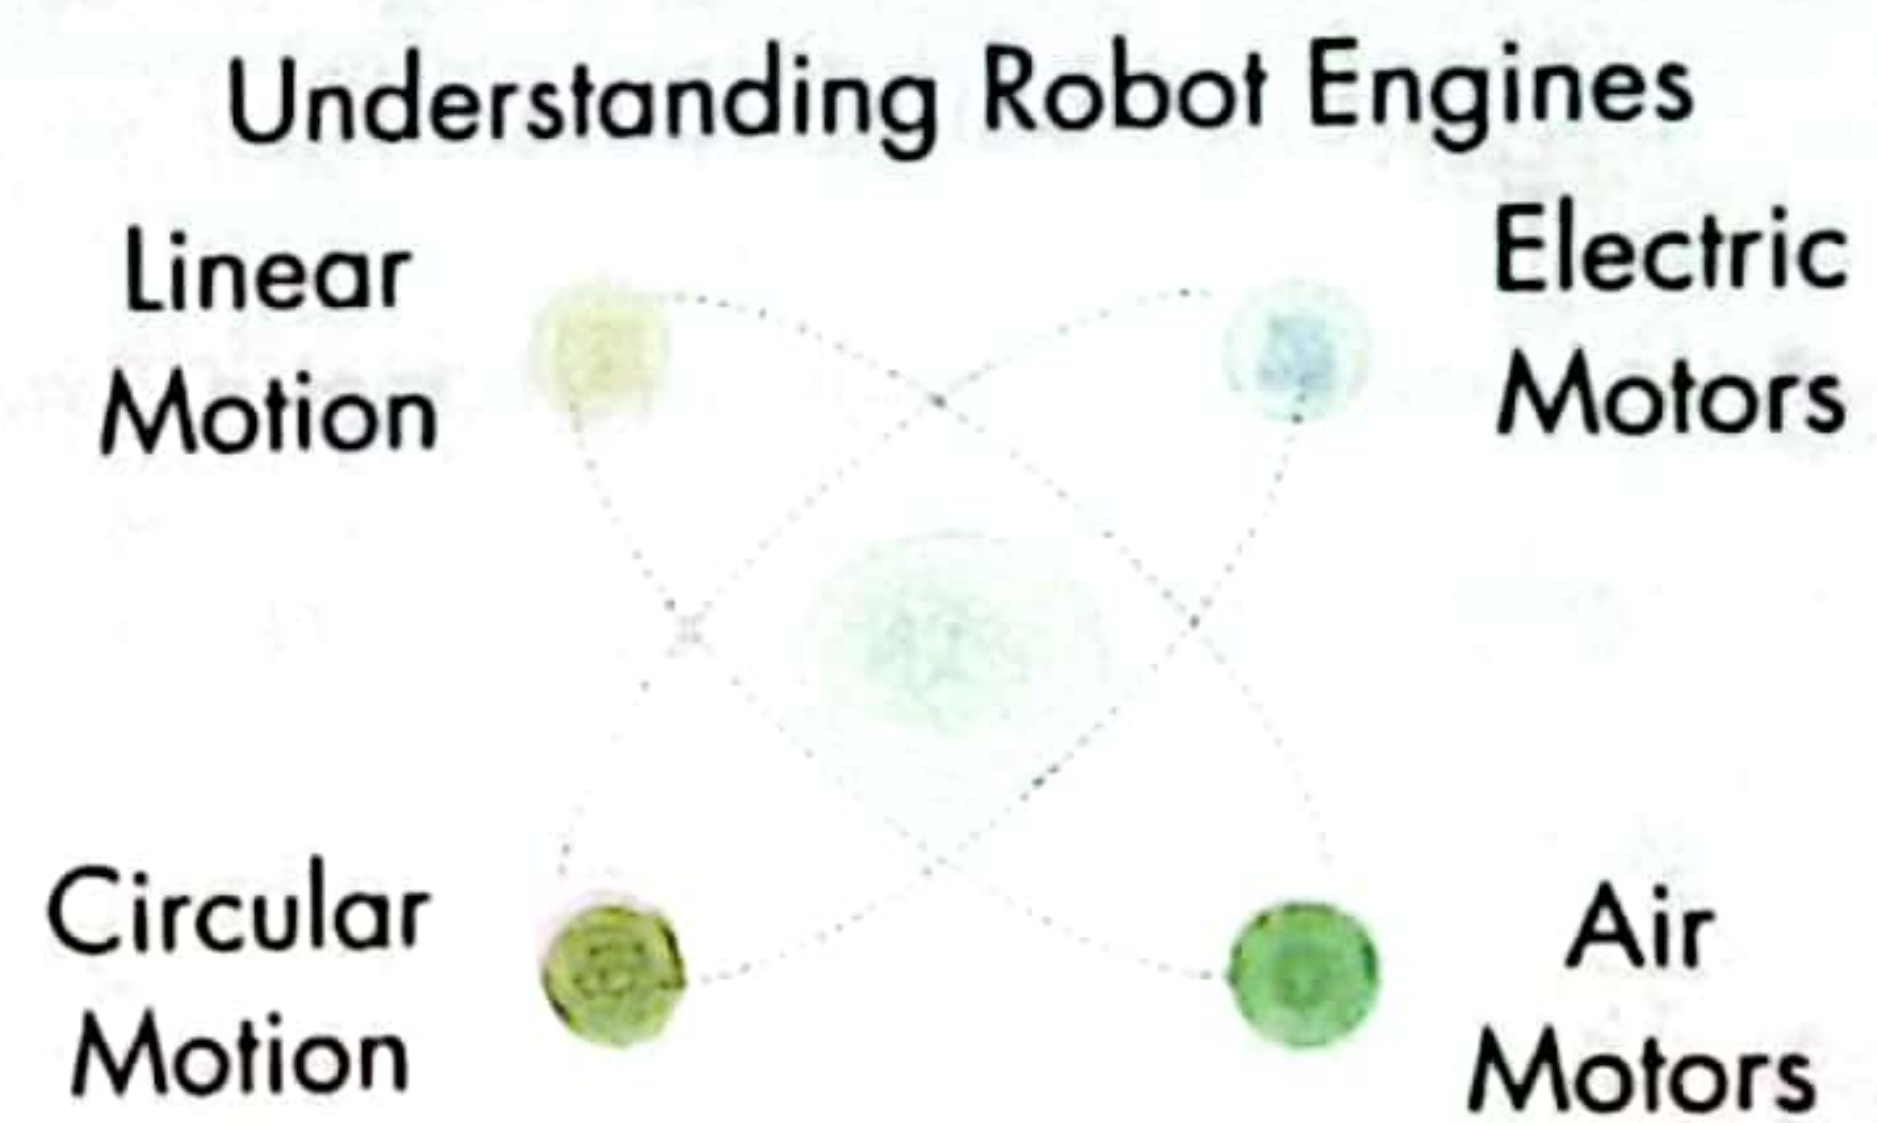 Understanding Robot Engines
Linear
Motion
Electric
Motors
Circular
Motion
Air
Motors